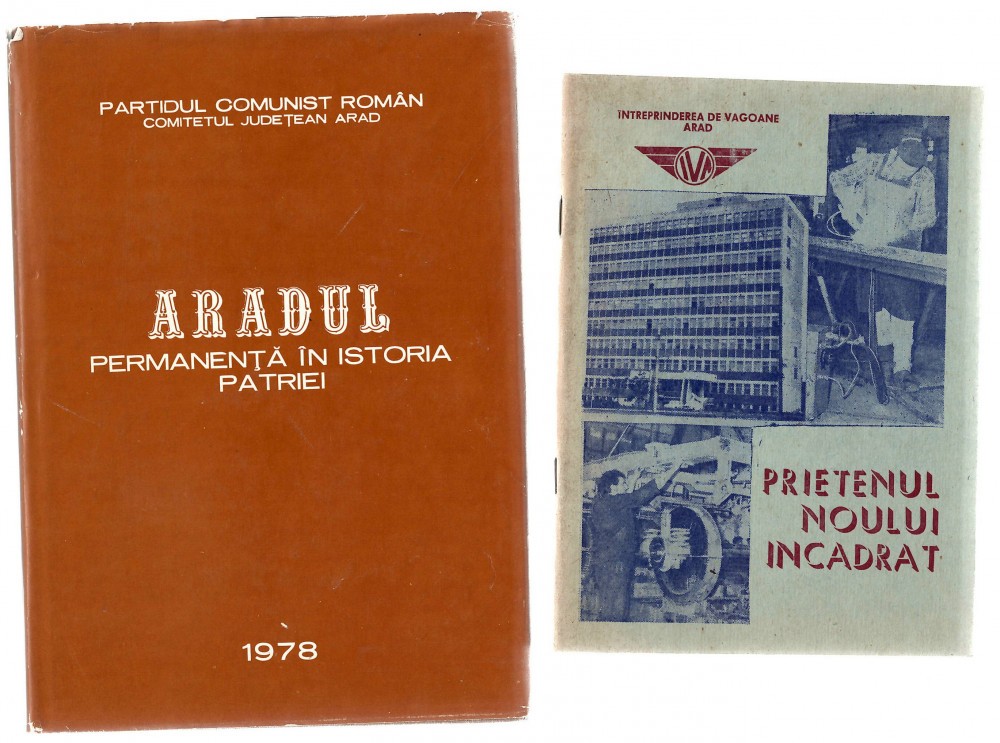 PARTIDUL COMUNIST ROMÂN
COMITETUL JUDEȚEAN ARAD
ARADUL
PERMANENȚĂ ÎN ISTORIA
PATRIEI
1978
ÎNTREPRINDEREA DE VAGOANE
ARAD
IVA
PRIETENUL
NOULUI
INCADRAT